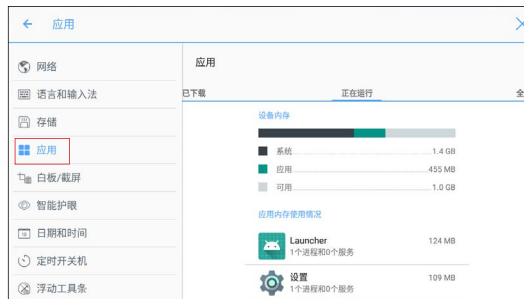 应用
网络
语言和输入法
存储
应用
白板/截屏
智能护眼
日期和时间
定时开关机
浮动工具条
应用
已下载 正在运行 全
设备内存
系统 1.4 GB
应用 455 MB
可用 1.0 GB
应用内存使用情况
Launcher 124 MB
1个进程和0个服务
设置 109 MB
1个进程和0个服务